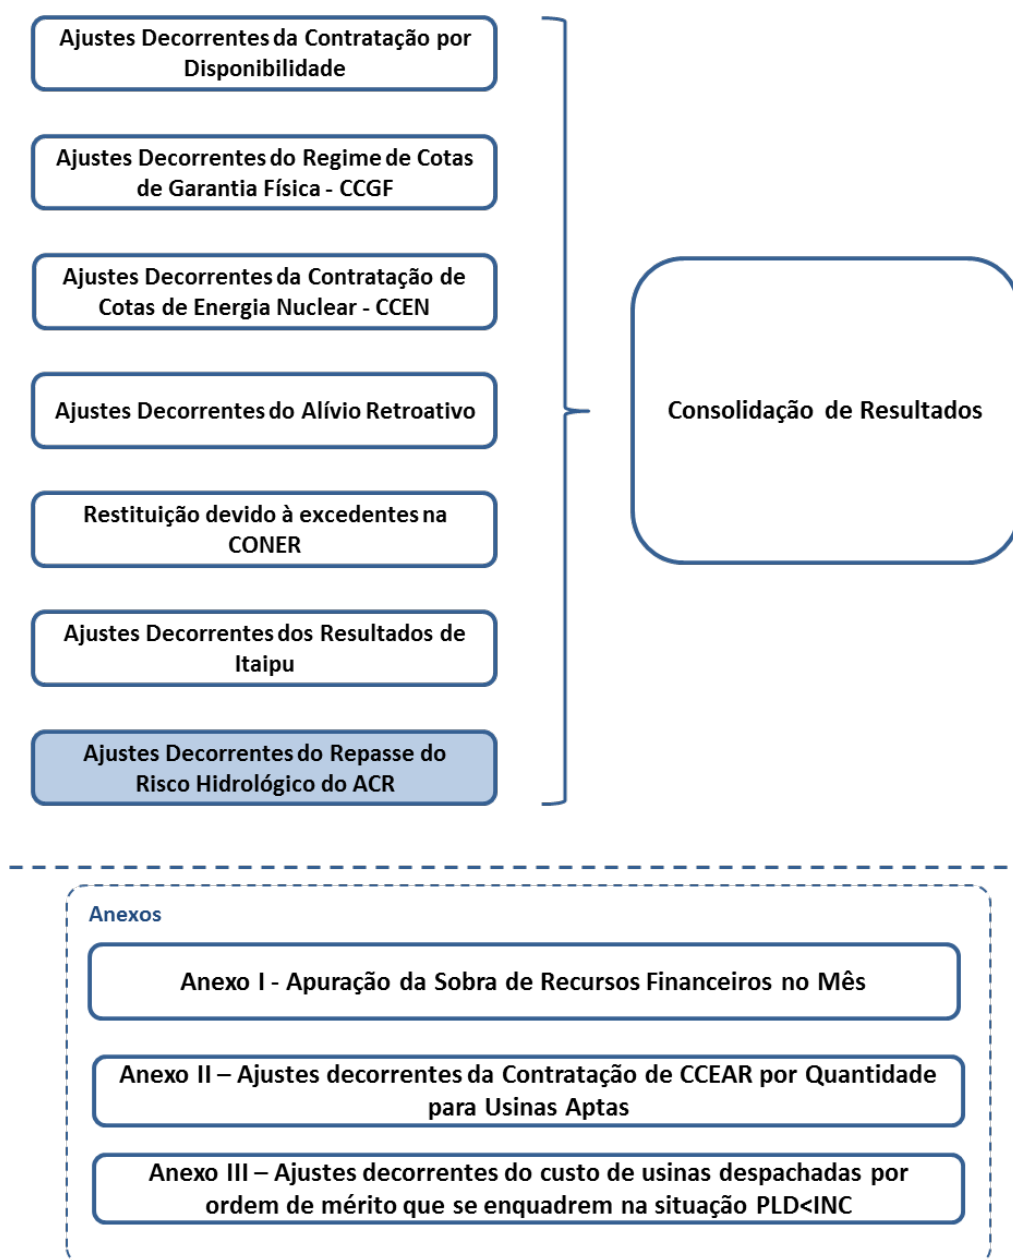 Ajustes Decorrentes da Contratação por
Disponibilidade
Ajustes Decorrentes do Regime de Cotas
de Garantia Física - CCGF
Ajustes Decorrentes da Contratação de
Cotas de Energia Nuclear - CCEN
Ajustes Decorrentes do Alívio Retroativo
Restituição devido à excedentes na
CONER
Ajustes Decorrentes dos Resultados de
Itaipu
Ajustes Decorrentes do Repasse do
Risco Hidrológico do ACR
Consolidação de Resultados
Anexos
Anexo I - Apuração da Sobra de Recursos Financeiros no Mês
Anexo II – Ajustes decorrentes da Contratação de CCEAR por Quantidade
para Usinas Aptas
Anexo III – Ajustes decorrentes do custo de usinas despachadas por
ordem de mérito que se enquadrem na situação PLD<INC